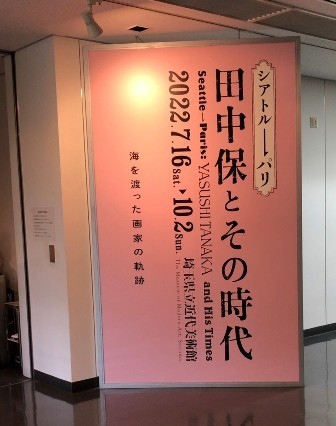 シアトル―パリ
田中保とその時代
Seattle—Paris: YASUSHI TANAKA and His Times
2022.7.16 Sat. ▸ 10.2 Sun.
埼玉県立近代美術館
The Museum of Modern Art, Saitama
海を渡った画家の軌跡